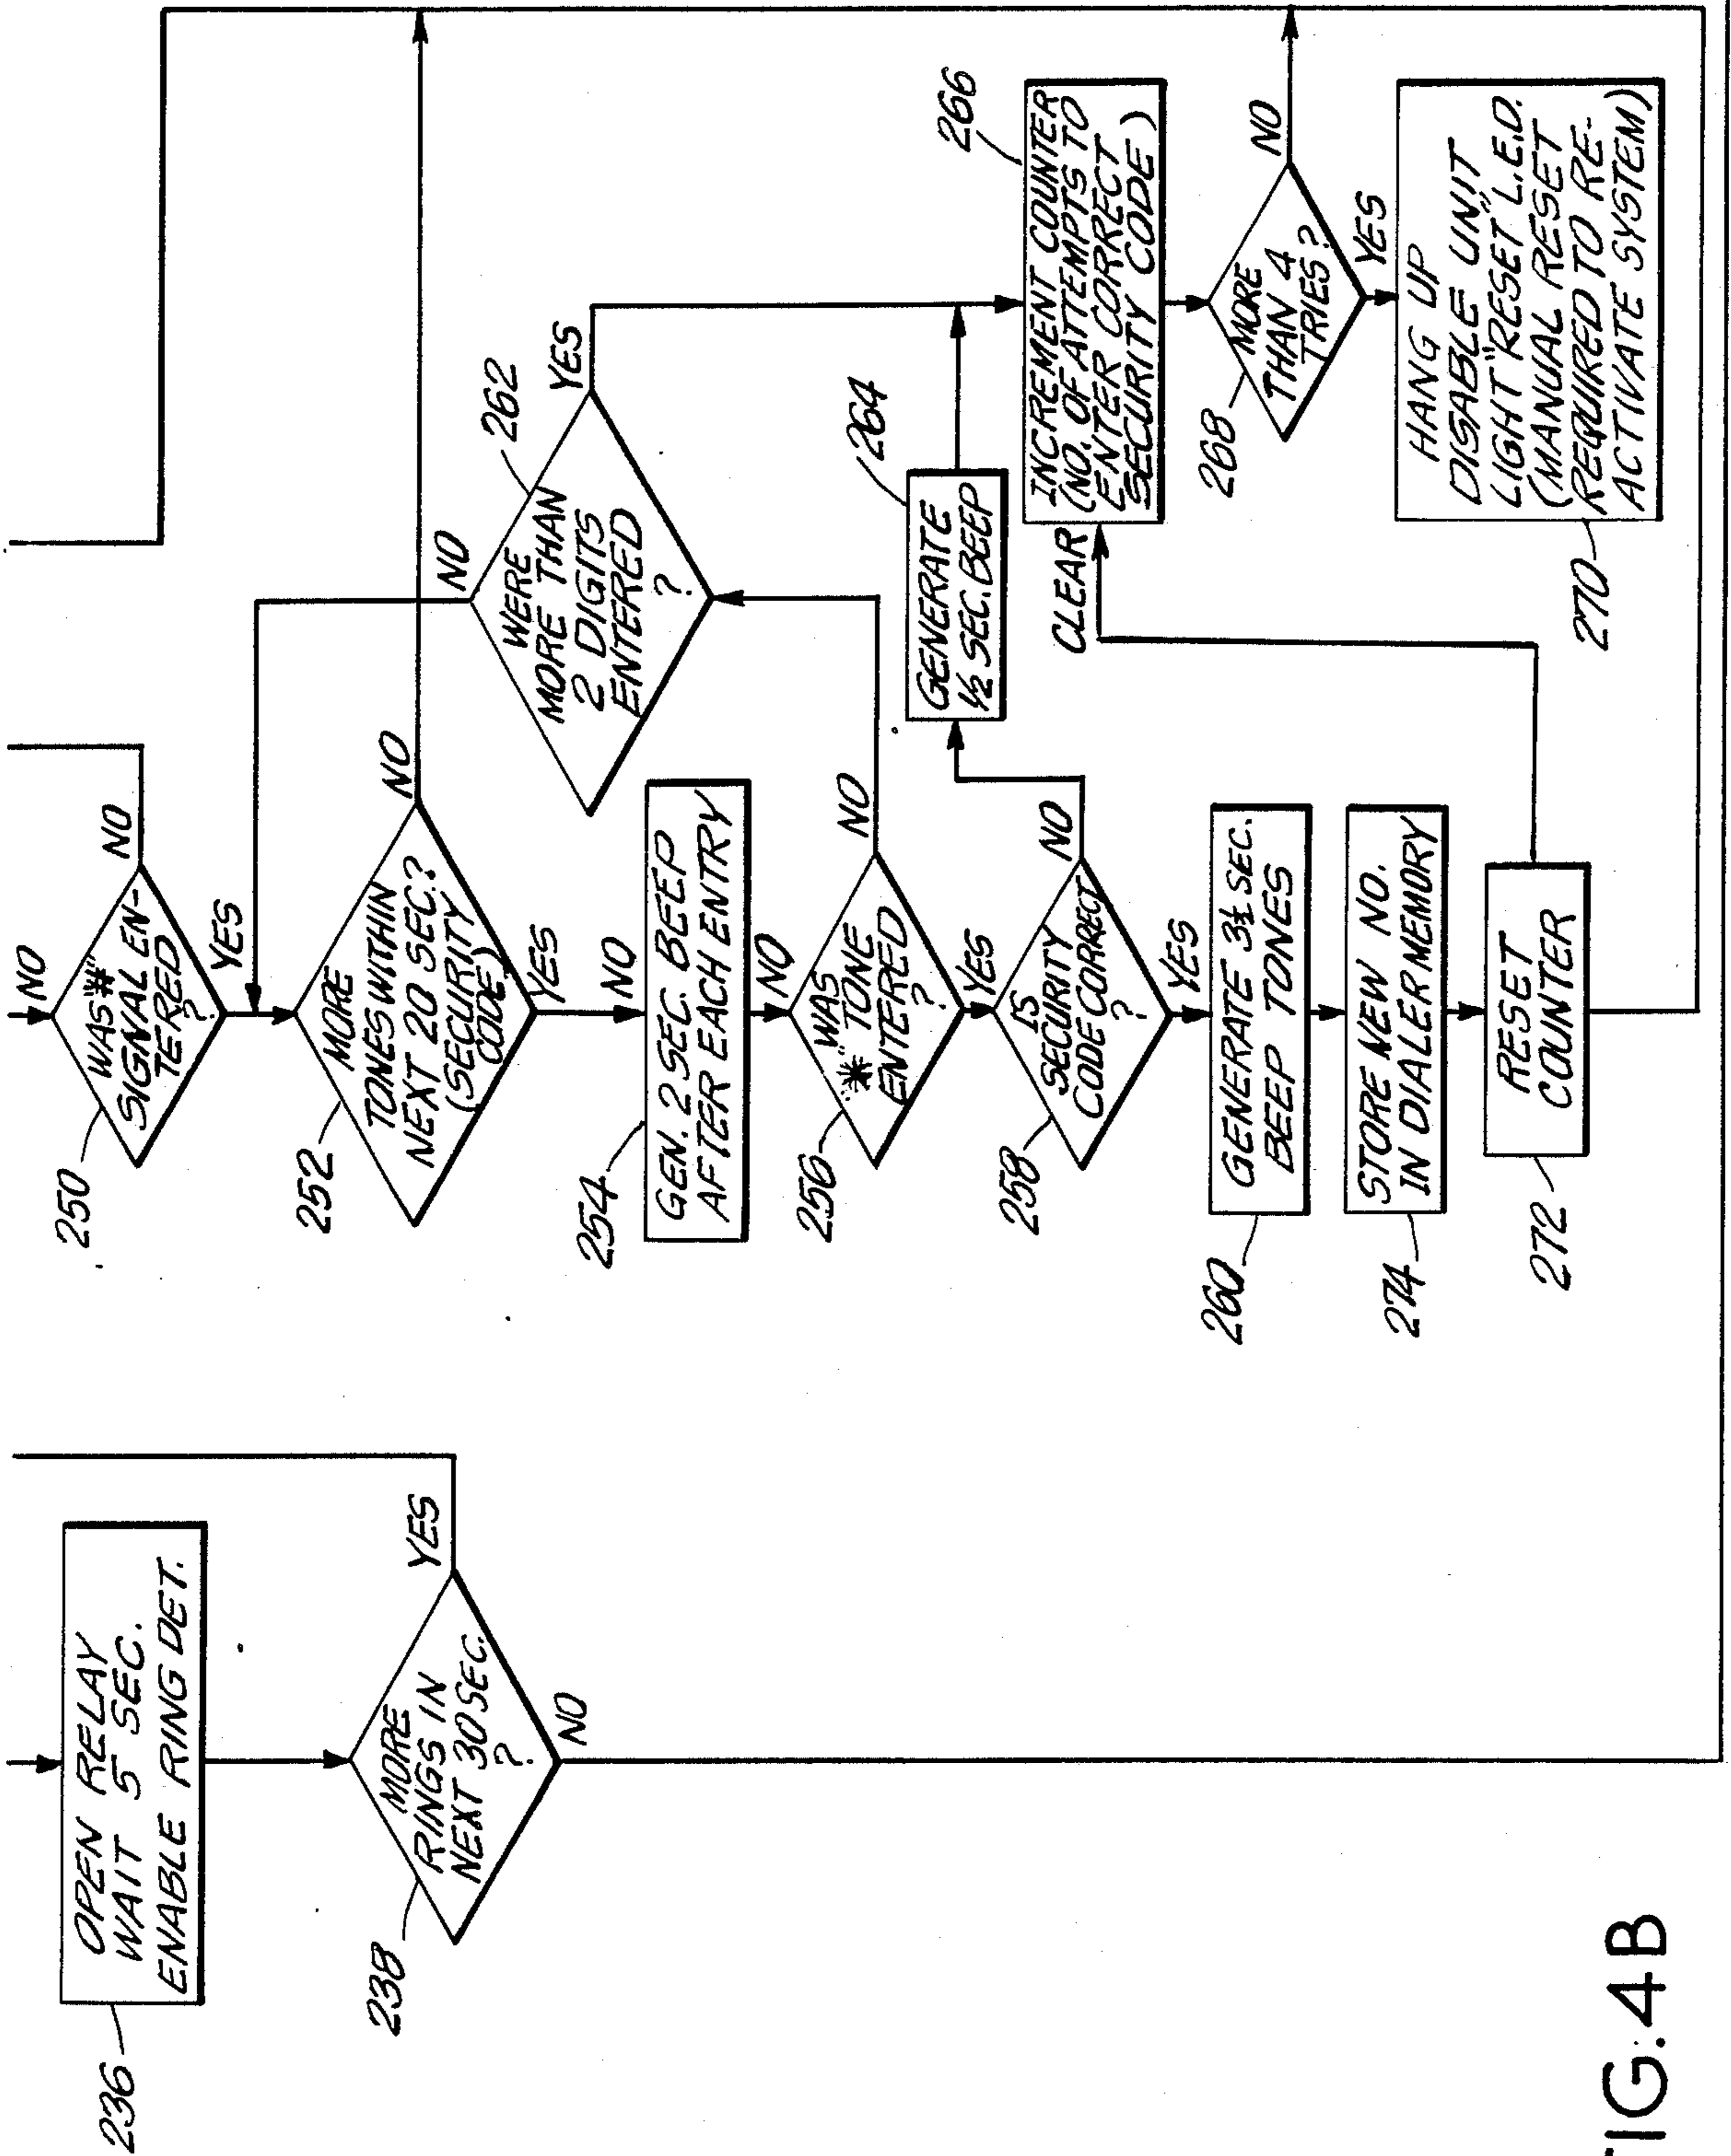 236
OPEN RELAY
WAIT 5 SEC.
ENABLE RING DET.
238
MORE
RINGS IN
NEXT 30 SEC.
?
YES
NO
NO
250
WAS "#"
SIGNAL EN-
TERED
?
NO
YES
252
MORE
TONES WITHIN
NEXT 20 SEC.?
(SECURITY
CODE)
NO
YES
NO
254
GEN. 2 SEC. BEEP
AFTER EACH ENTRY
NO
256
WAS
"*" TONE
ENTERED
?
NO
YES
258
IS
SECURITY
CODE CORRECT
?
NO
YES
260
GENERATE 3½ SEC.
BEEP TONES
274
STORE NEW NO.
IN DIALER MEMORY
272
RESET
COUNTER
262
WERE
MORE THAN
2 DIGITS
ENTERED
?
NO
YES
264
GENERATE
½ SEC. BEEP
CLEAR
266
INCREMENT COUNTER
(NO. OF ATTEMPTS TO
ENTER CORRECT
SECURITY CODE)
268
MORE
THAN 4
TRIES?
NO
YES
270
HANG UP
DISABLE UNIT
LIGHT "RESET" L.E.D.
(MANUAL RESET
REQUIRED TO RE-
ACTIVATE SYSTEM)
FIG. 4B